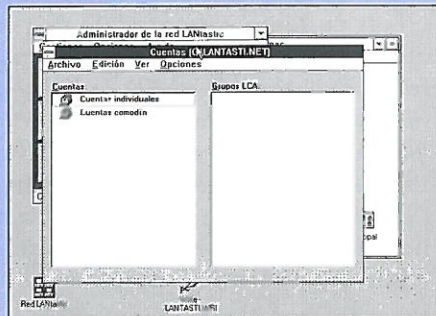 Administrador de la red LANtastic
Cuentas (C:\LANTASTI.NET)
Archivo Edición Ver Opciones
Cuentas:
Grupos LCA:
Cuentas individuales
Cuentas comodín
Red LANtastic
LANTASTI.WRI